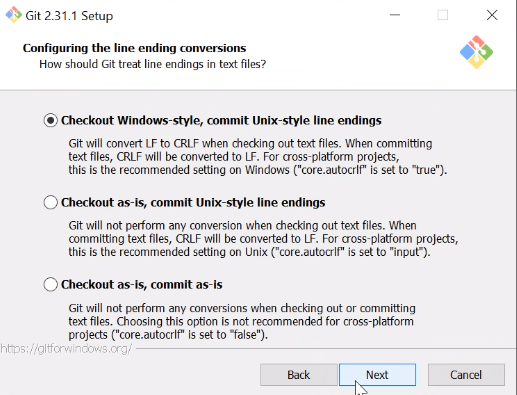 Git 2.31.1 Setup
Configuring the line ending conversions
How should Git treat line endings in text files?
Checkout Windows-style, commit Unix-style line endings
Git will convert LF to CRLF when checking out text files. When committing
text files, CRLF will be converted to LF. For cross-platform projects,
this is the recommended setting on Windows ("core.autocrlf" is set to "true").
Checkout as-is, commit Unix-style line endings
Git will not perform any conversion when checking out text files. When
committing text files, CRLF will be converted to LF. For cross-platform projects,
this is the recommended setting on Unix ("core.autocrlf" is set to "input").
Checkout as-is, commit as-is
Git will not perform any conversions when checking out or committing
text files. Choosing this option is not recommended for cross-platform
projects ("core.autocrlf" is set to "false").
https://gitforwindows.org/
Back Next Cancel